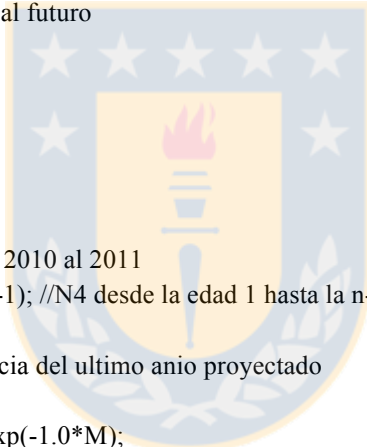 al futuro
2010 al 2011
-1); //N4 desde la edad 1 hasta la n-
cia del ultimo anio proyectado
xp(-1.0*M);